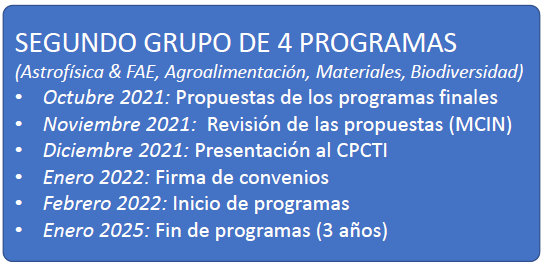 SEGUNDO GRUPO DE 4 PROGRAMAS
(Astrofísica & FAE, Agroalimentación, Materiales, Biodiversidad)
• Octubre 2021: Propuestas de los programas finales
• Noviembre 2021: Revisión de las propuestas (MCIN)
• Diciembre 2021: Presentación al CPCTI
• Enero 2022: Firma de convenios
• Febrero 2022: Inicio de programas
• Enero 2025: Fin de programas (3 años)